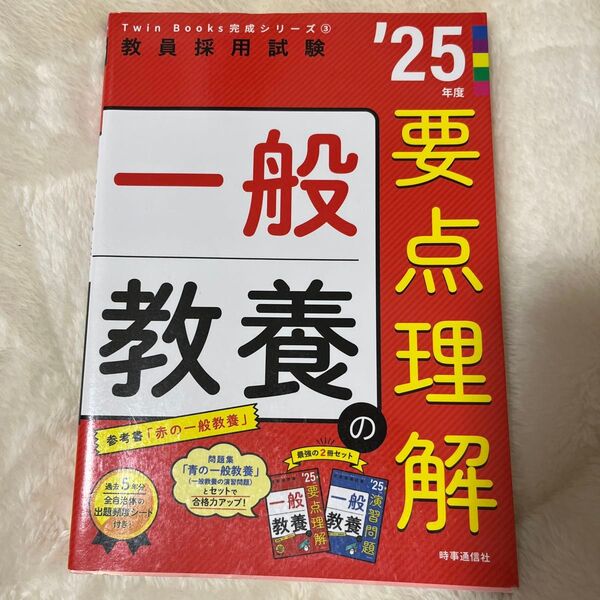 Twin Books完成シリーズ③
教員採用試験
'25
年度
一般
教養の
要点理解
参考書「赤の一般教養」
問題集
「青の一般教養」
(一般教養の演習問題)
とセットで
合格力アップ!
過去5年分
全自治体の
出題頻度シート
付き!
最強の2冊セット
'25
一般
教養の
要点理解
'25
一般
教養の
演習問題
時事通信社